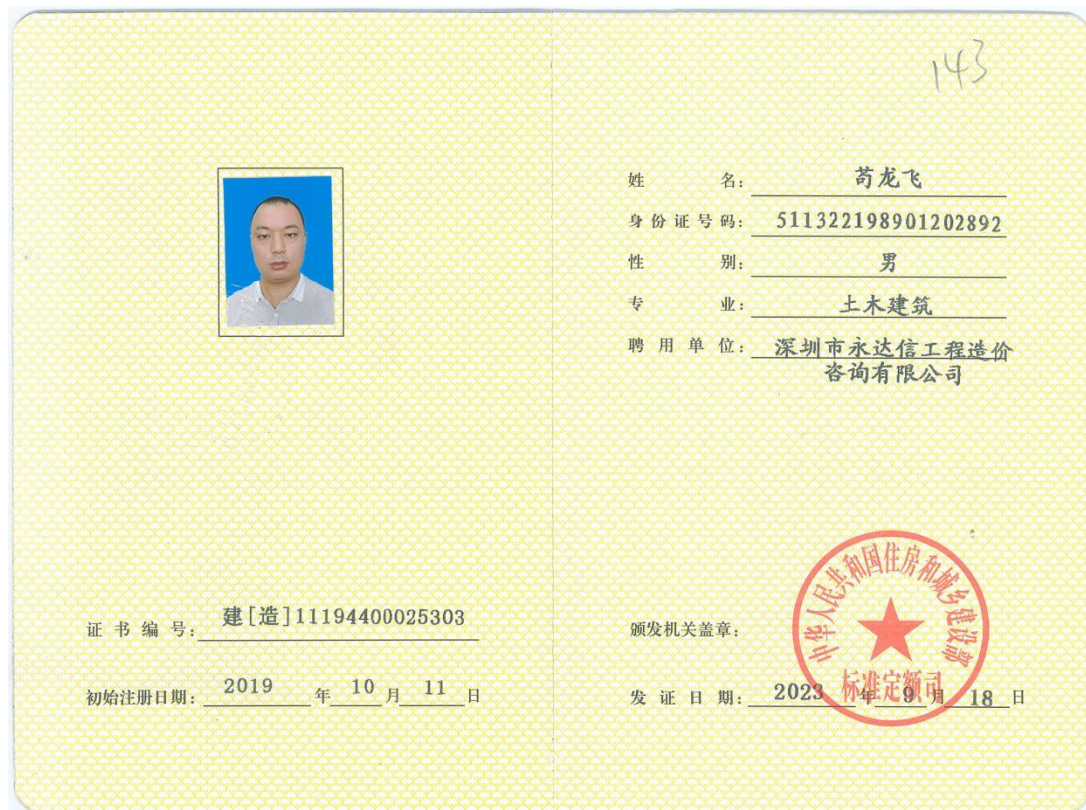 143
姓 名: 苟龙飞
身份证号码: 511322198901202892
性 别: 男
专 业: 土木建筑
聘用单位: 深圳市永达信工程造价
咨询有限公司
证书编号: 建[造]11194400025303
初始注册日期: 2019 年 10 月 11 日
颁发机关盖章:
中华人民共和国住房和城乡建设部
标准定额司
发证日期: 2023 年 9 月 18 日